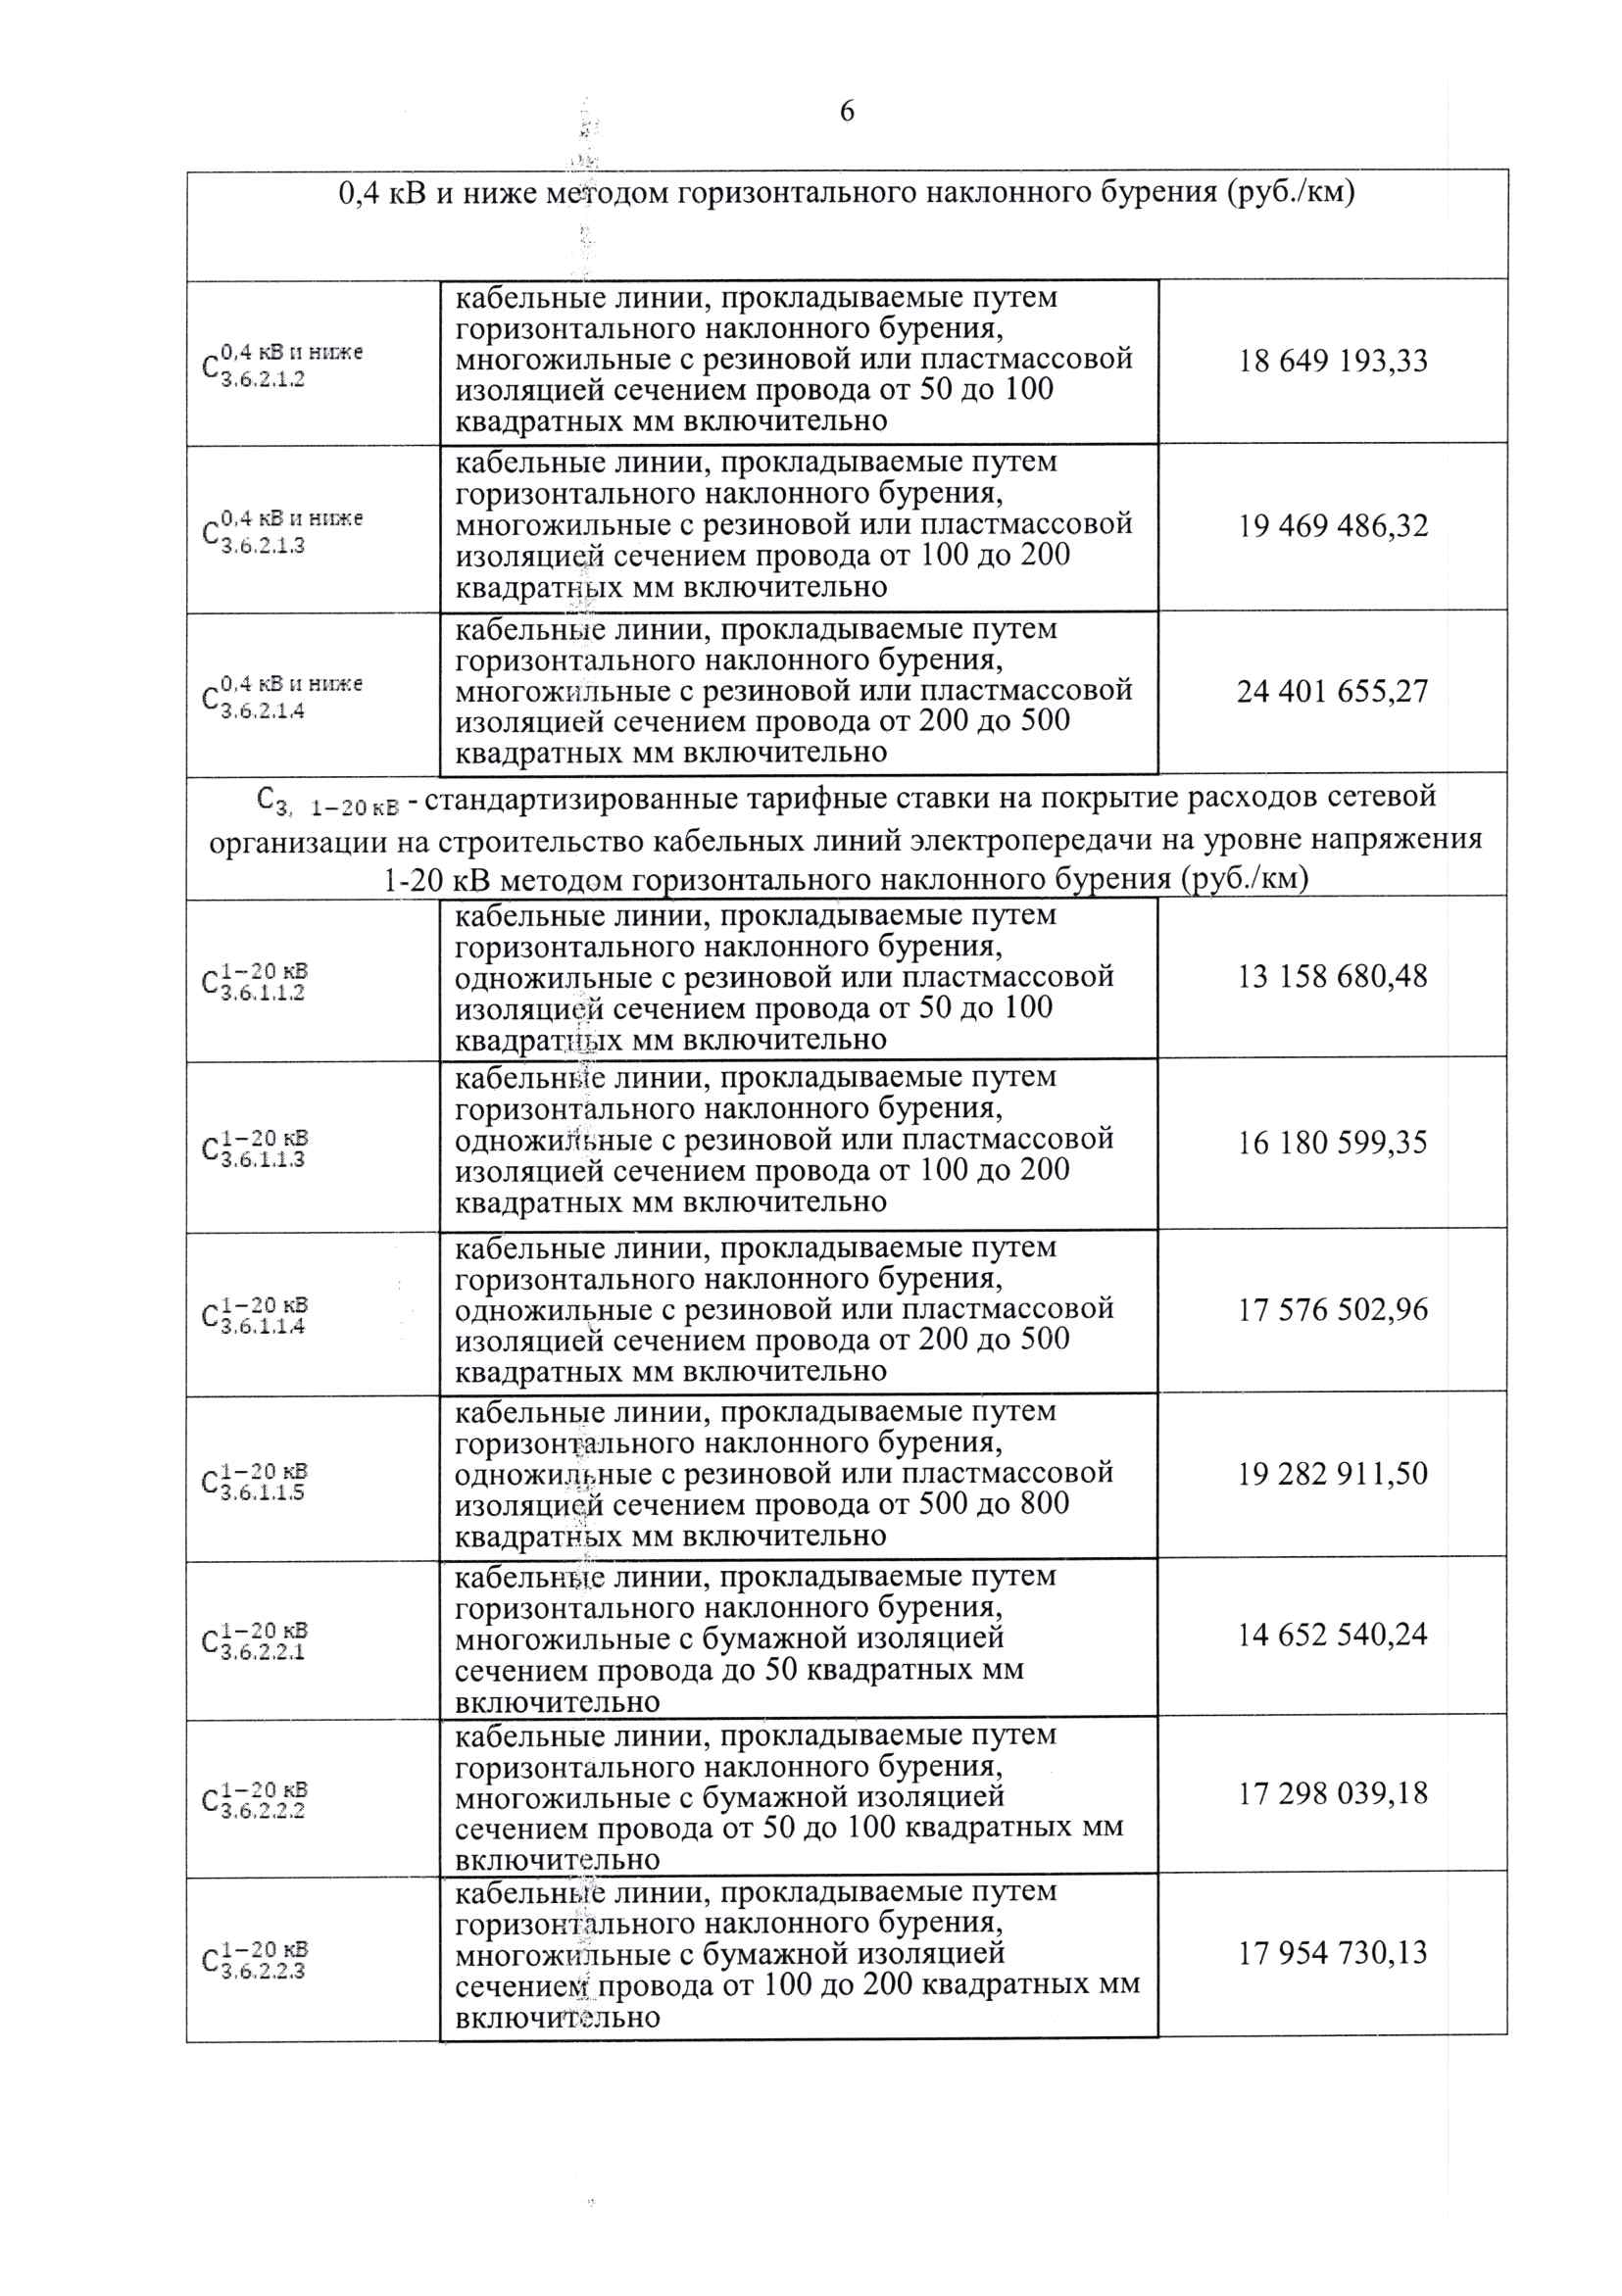 6
0,4 кВ и ниже методом горизонтального наклонного бурения (руб./км)
C 0,4 кВ и ниже 3.6.2.1.2
кабельные линии, прокладываемые путем
горизонтального наклонного бурения,
многожильные с резиновой или пластмассовой
изоляцией сечением провода от 50 до 100
квадратных мм включительно
18 649 193,33
C 0,4 кВ и ниже 3.6.2.1.3
кабельные линии, прокладываемые путем
горизонтального наклонного бурения,
многожильные с резиновой или пластмассовой
изоляцией сечением провода от 100 до 200
квадратных мм включительно
19 469 486,32
C 0,4 кВ и ниже 3.6.2.1.4
кабельные линии, прокладываемые путем
горизонтального наклонного бурения,
многожильные с резиновой или пластмассовой
изоляцией сечением провода от 200 до 500
квадратных мм включительно
24 401 655,27
C3, 1−20 кВ - стандартизированные тарифные ставки на покрытие расходов сетевой
организации на строительство кабельных линий электропередачи на уровне напряжения
1-20 кВ методом горизонтального наклонного бурения (руб./км)
C 1−20 кВ 3.6.1.1.2
кабельные линии, прокладываемые путем
горизонтального наклонного бурения,
одножильные с резиновой или пластмассовой
изоляцией сечением провода от 50 до 100
квадратных мм включительно
13 158 680,48
C 1−20 кВ 3.6.1.1.3
кабельные линии, прокладываемые путем
горизонтального наклонного бурения,
одножильные с резиновой или пластмассовой
изоляцией сечением провода от 100 до 200
квадратных мм включительно
16 180 599,35
C 1−20 кВ 3.6.1.1.4
кабельные линии, прокладываемые путем
горизонтального наклонного бурения,
одножильные с резиновой или пластмассовой
изоляцией сечением провода от 200 до 500
квадратных мм включительно
17 576 502,96
C 1−20 кВ 3.6.1.1.5
кабельные линии, прокладываемые путем
горизонтального наклонного бурения,
одножильные с резиновой или пластмассовой
изоляцией сечением провода от 500 до 800
квадратных мм включительно
19 282 911,50
C 1−20 кВ 3.6.2.2.1
кабельные линии, прокладываемые путем
горизонтального наклонного бурения,
многожильные с бумажной изоляцией
сечением провода до 50 квадратных мм
включительно
14 652 540,24
C 1−20 кВ 3.6.2.2.2
кабельные линии, прокладываемые путем
горизонтального наклонного бурения,
многожильные с бумажной изоляцией
сечением провода от 50 до 100 квадратных мм
включительно
17 298 039,18
C 1−20 кВ 3.6.2.2.3
кабельные линии, прокладываемые путем
горизонтального наклонного бурения,
многожильные с бумажной изоляцией
сечением провода от 100 до 200 квадратных мм
включительно
17 954 730,13